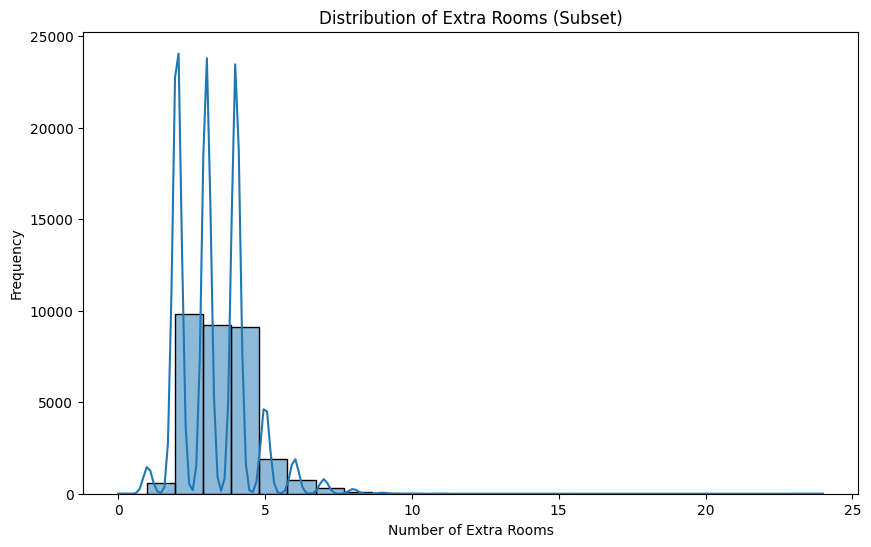 Distribution of Extra Rooms (Subset)
25000
20000
15000
10000
5000
0
Frequency
0 5 10 15 20 25
Number of Extra Rooms